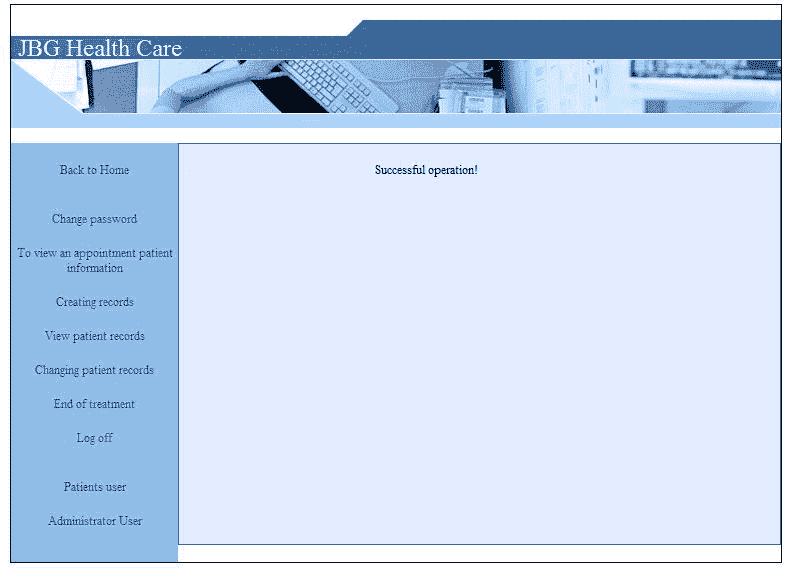 JBG Health Care
Back to Home
Successful operation!
Change password
To view an appointment patient
information
Creating records
View patient records
Changing patient records
End of treatment
Log off
Patients user
Administrator User